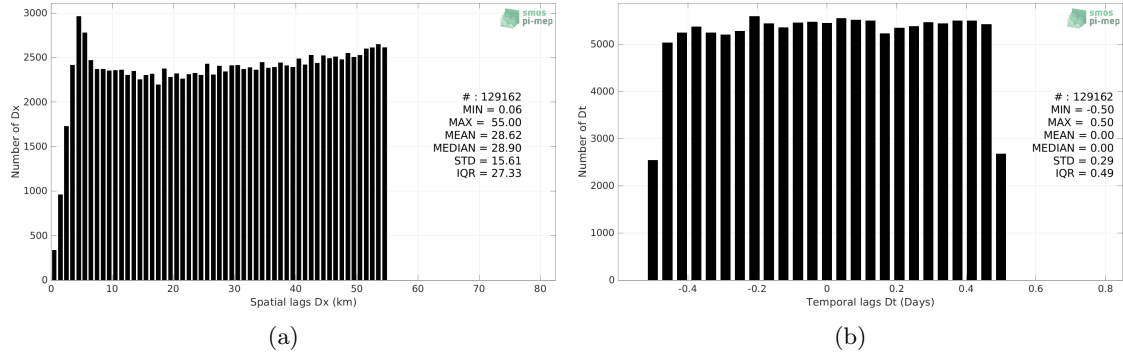 smos
pi-mep
3000
2500
2000
1500
1000
500
0
Number of Dx
# : 129162
MIN = 0.06
MAX = 55.00
MEAN = 28.62
MEDIAN = 28.90
STD = 15.61
IQR = 27.33
0 10 20 30 40 50 60 70 80
Spatial lags Dx (km)
(a)
smos
pi-mep
5000
4000
3000
2000
1000
0
Number of Dt
# : 129162
MIN = -0.50
MAX = 0.50
MEAN = 0.00
MEDIAN = 0.00
STD = 0.29
IQR = 0.49
-0.4 -0.2 0 0.2 0.4 0.6 0.8
Temporal lags Dt (Days)
(b)